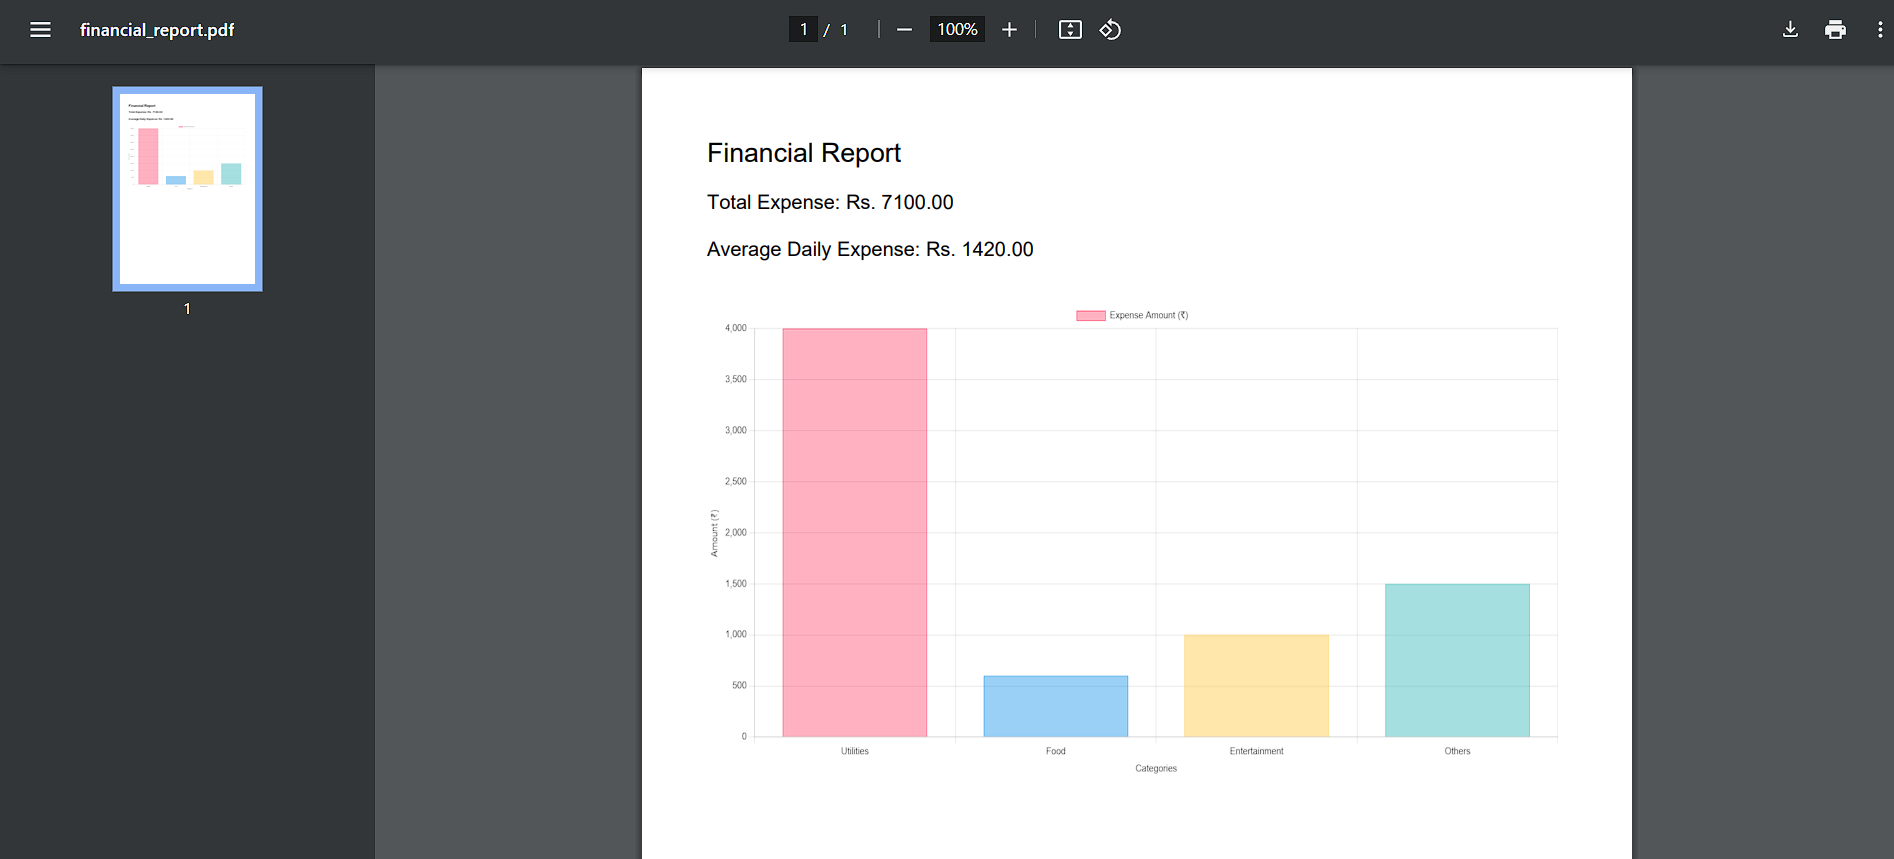 financial_report.pdf
1 / 1
100%
1
Financial Report
Total Expense: Rs. 7100.00
Average Daily Expense: Rs. 1420.00
Expense Amount (₹)
4,000
3,500
3,000
2,500
2,000
1,500
1,000
500
0
Amount (₹)
Utilities Food Entertainment Others
Categories